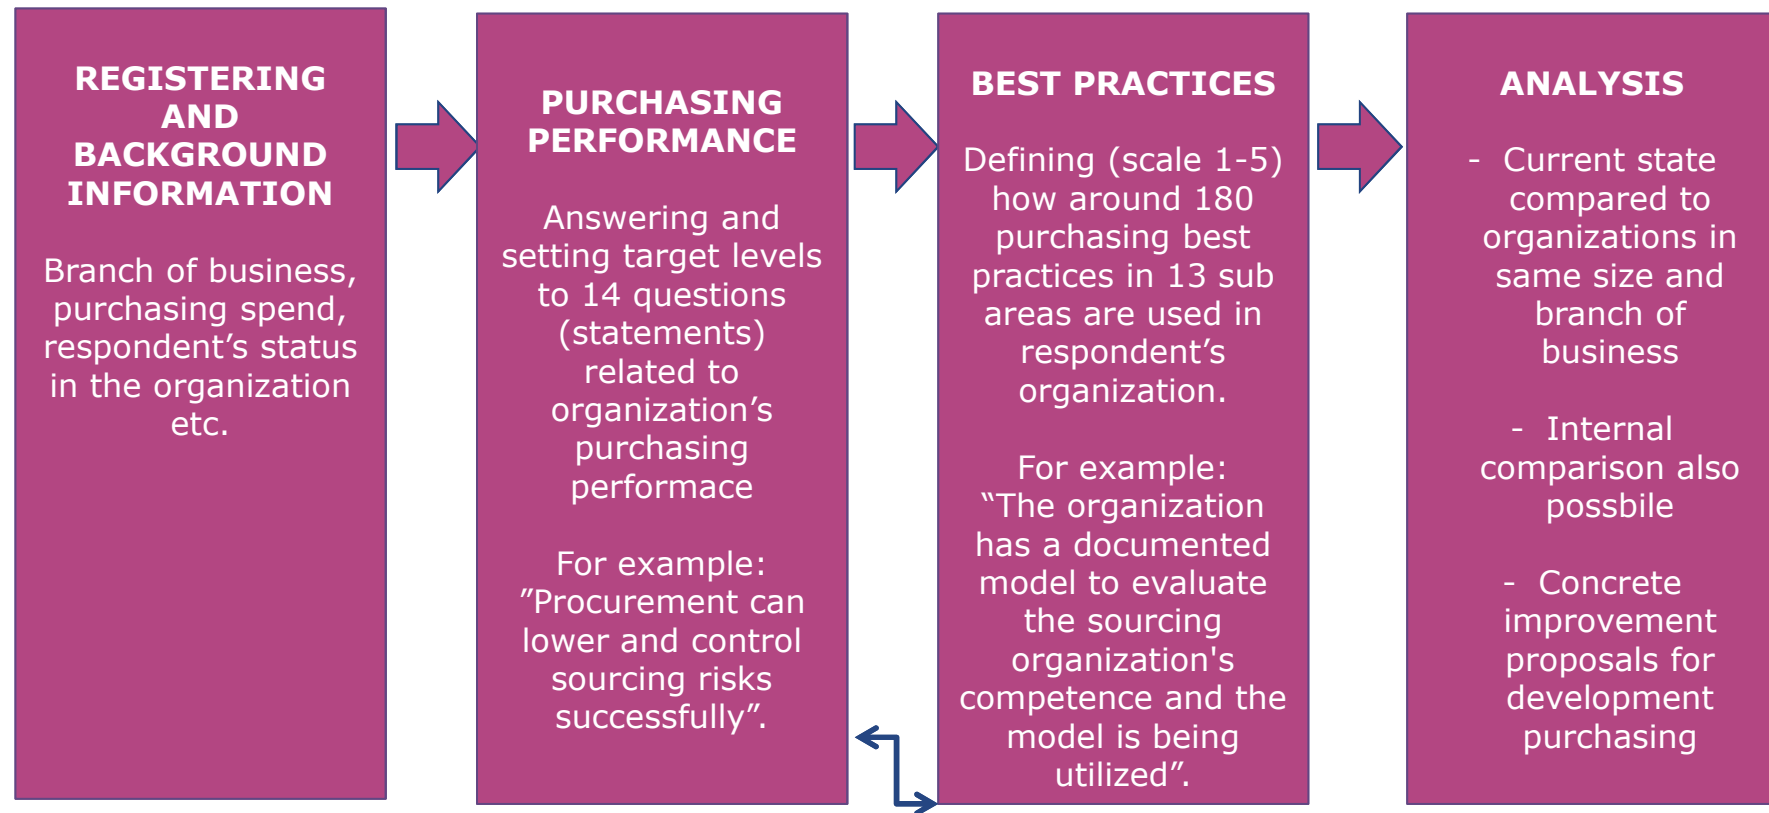 REGISTERING
AND
BACKGROUND
INFORMATION
Branch of business,
purchasing spend,
respondent’s status
in the organization
etc.
PURCHASING
PERFORMANCE
Answering and
setting target levels
to 14 questions
(statements)
related to
organization’s
purchasing
performace
For example:
”Procurement can
lower and control
sourcing risks
successfully”.
BEST PRACTICES
Defining (scale 1-5)
how around 180
purchasing best
practices in 13 sub
areas are used in
respondent’s
organization.
For example:
“The organization
has a documented
model to evaluate
the sourcing
organization's
competence and the
model is being
utilized”.
ANALYSIS
- Current state
compared to
organizations in
same size and
branch of
business
- Internal
comparison also
possbile
- Concrete
improvement
proposals for
development
purchasing